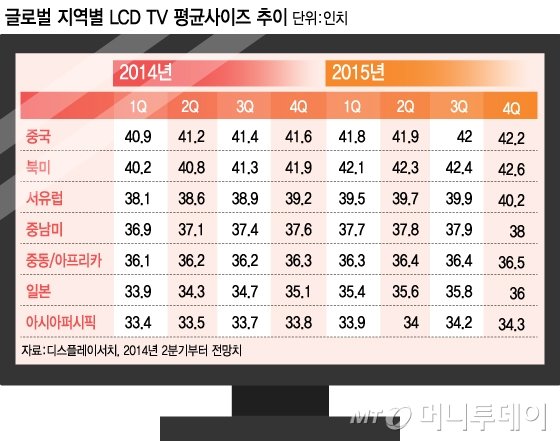 글로벌 지역별 LCD TV 평균사이즈 추이 단위:인치
2014년 2015년
1Q 2Q 3Q 4Q 1Q 2Q 3Q 4Q
중국 40.9 41.2 41.4 41.6 41.8 41.9 42 42.2
북미 40.2 40.8 41.3 41.9 42.1 42.3 42.4 42.6
서유럽 38.1 38.6 38.9 39.2 39.5 39.7 39.9 40.2
중남미 36.9 37.1 37.4 37.6 37.7 37.8 37.9 38
중동/아프리카 36.1 36.2 36.2 36.3 36.3 36.4 36.4 36.5
일본 33.9 34.3 34.7 35.1 35.4 35.6 35.8 36
아시아퍼시픽 33.4 33.5 33.7 33.8 33.9 34 34.2 34.3
자료:디스플레이서치, 2014년 2분기부터 전망치
MT 머니투데이